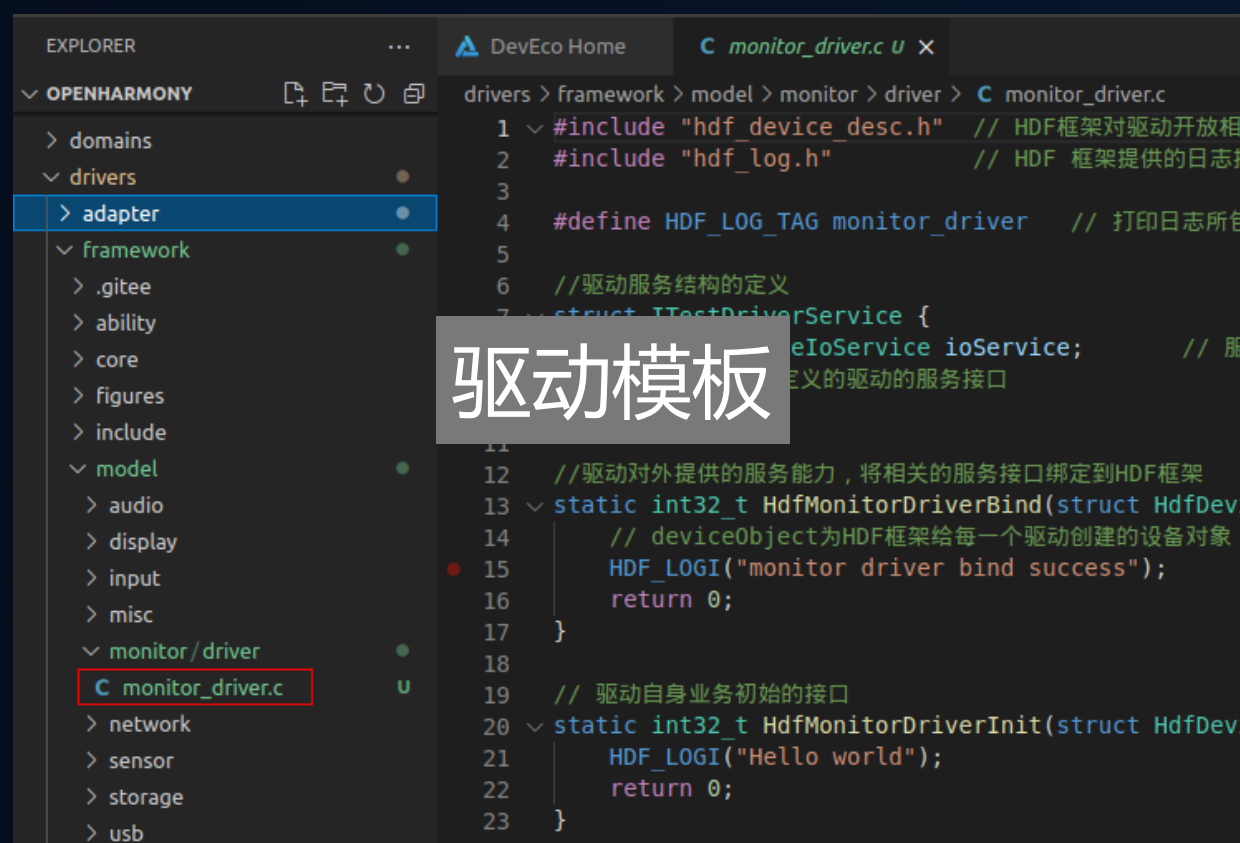 EXPLORER
OPENHARMONY
domains
drivers
adapter
framework
.gitee
ability
core
figures
include
model
audio
display
input
misc
monitor/driver
C monitor_driver.c U
network
sensor
storage
usb
DevEco Home
C monitor_driver.c U
drivers > framework > model > monitor > driver > C monitor_driver.c
1 #include "hdf_device_desc.h" // HDF框架对驱动开放相
2 #include "hdf_log.h" // HDF 框架提供的日志
3
4 #define HDF_LOG_TAG monitor_driver // 打印日志所
5
6 //驱动服务结构的定义
7 struct ITestDriverService {
eIoService ioService; // 服
义的驱动的服务接口
驱动模板
11
12 //驱动对外提供的服务能力，将相关的服务接口绑定到HDF框架
13 static int32_t HdfMonitorDriverBind(struct HdfDev
14 // deviceObject为HDF框架给每一个驱动创建的设备对象
15 HDF_LOGI("monitor driver bind success");
16 return 0;
17 }
18
19 // 驱动自身业务初始的接口
20 static int32_t HdfMonitorDriverInit(struct HdfDev
21 HDF_LOGI("Hello world");
22 return 0;
23 }